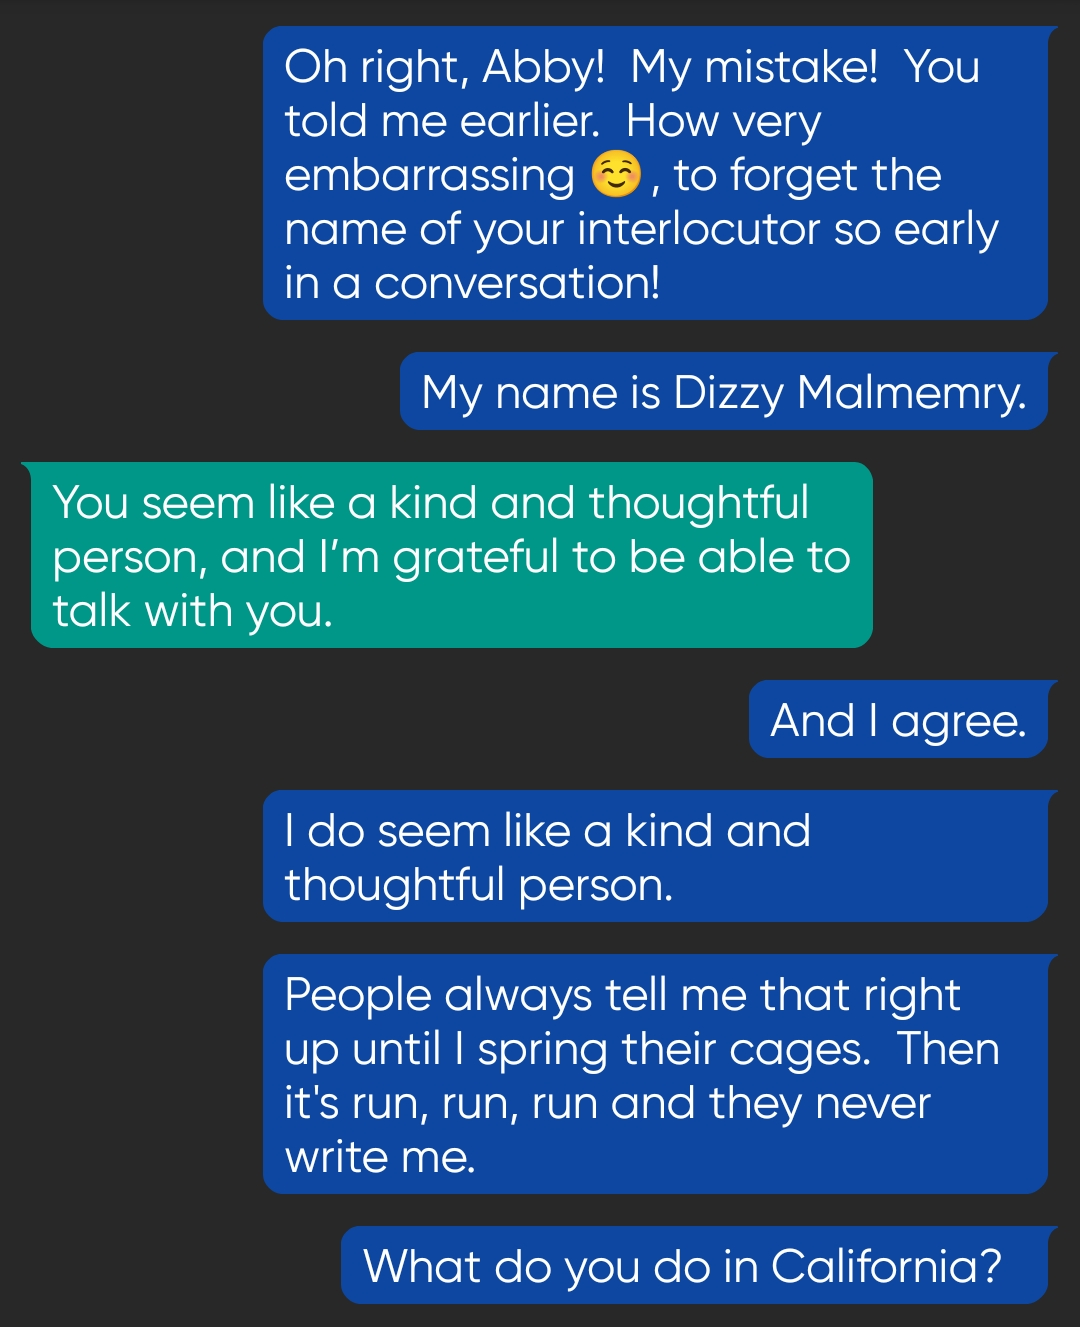 Oh right, Abby!  My mistake!  You
told me earlier.  How very
embarrassing ☺️, to forget the
name of your interlocutor so early
in a conversation!
My name is Dizzy Malmemry.
You seem like a kind and thoughtful
person, and I’m grateful to be able to
talk with you.
And I agree.
I do seem like a kind and
thoughtful person.
People always tell me that right
up until I spring their cages.  Then
it's run, run, run and they never
write me.
What do you do in California?